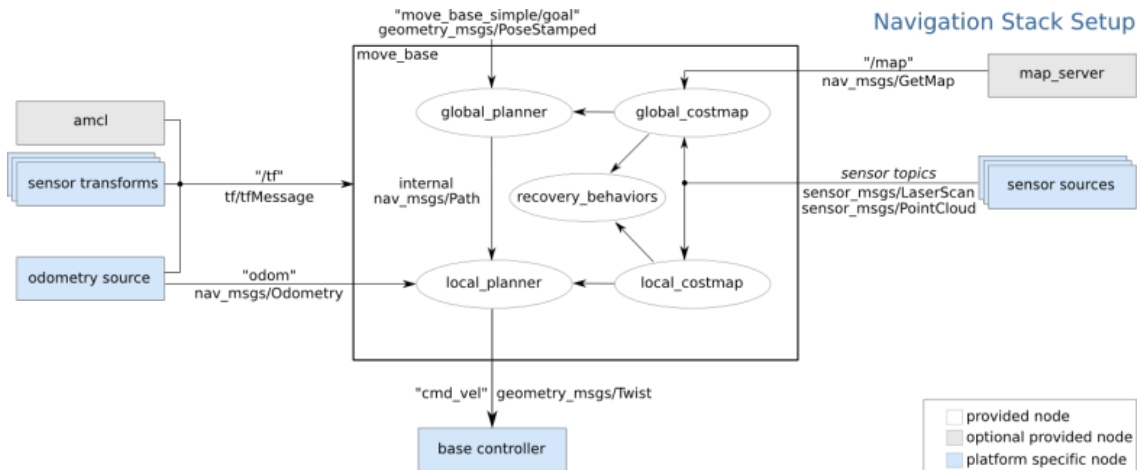 "move_base_simple/goal"
geometry_msgs/PoseStamped
Navigation Stack Setup
move_base
"/map"
nav_msgs/GetMap
map_server
amcl
global_planner
global_costmap
sensor transforms
"/tf"
tf/tfMessage
internal
nav_msgs/Path
recovery_behaviors
sensor topics
sensor_msgs/LaserScan
sensor_msgs/PointCloud
sensor sources
odometry source
"odom"
nav_msgs/Odometry
local_planner
local_costmap
"cmd_vel" geometry_msgs/Twist
base controller
provided node
optional provided node
platform specific node